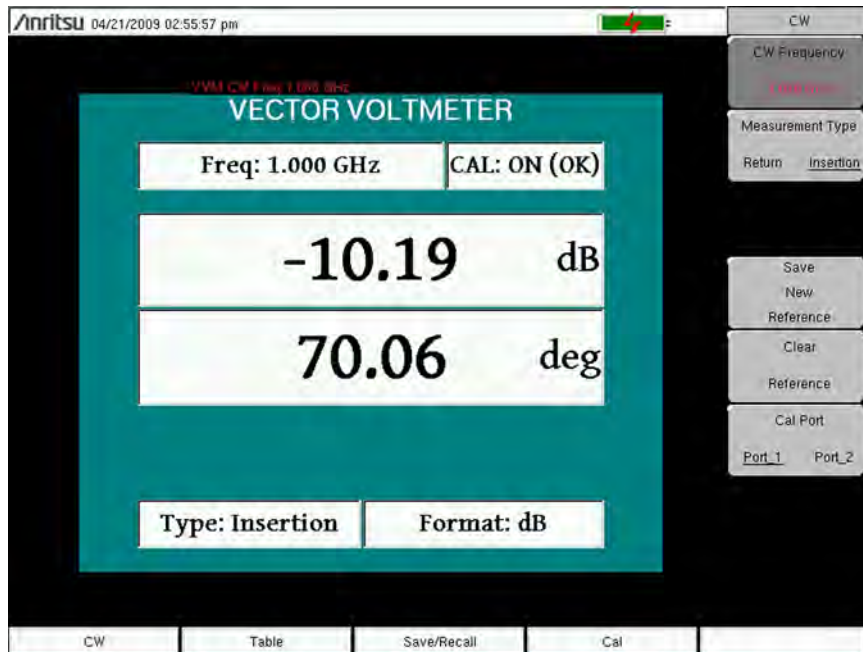 Anritsu 04/21/2009 02:55:57 pm
CW
CW Frequency
VVM CW Freq 1.000 GHz
VECTOR VOLTMETER
Measurement Type
Return Insertion
Freq: 1.000 GHz CAL: ON (OK)
-10.19 dB
70.06 deg
Save
New
Reference
Clear
Reference
Cal Port
Port_1 Port_2
Type: Insertion Format: dB
CW Table Save/Recall Cal